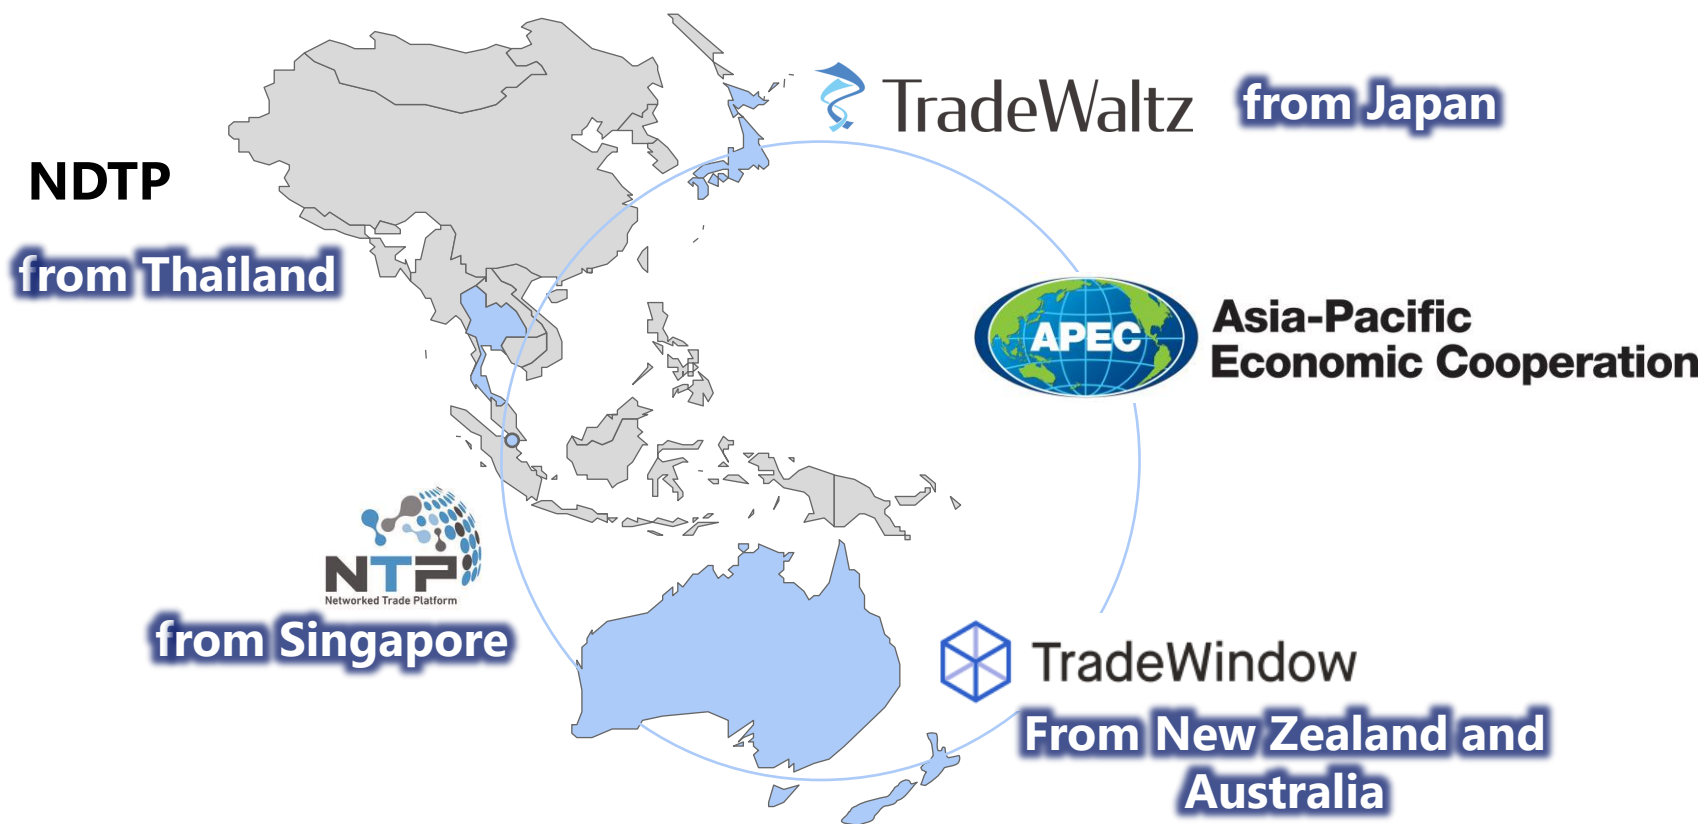 TradeWaltz
from Japan
NDTP
from Thailand
APEC
Asia-Pacific
Economic Cooperation
NTP
Networked Trade Platform
from Singapore
TradeWindow
From New Zealand and
Australia